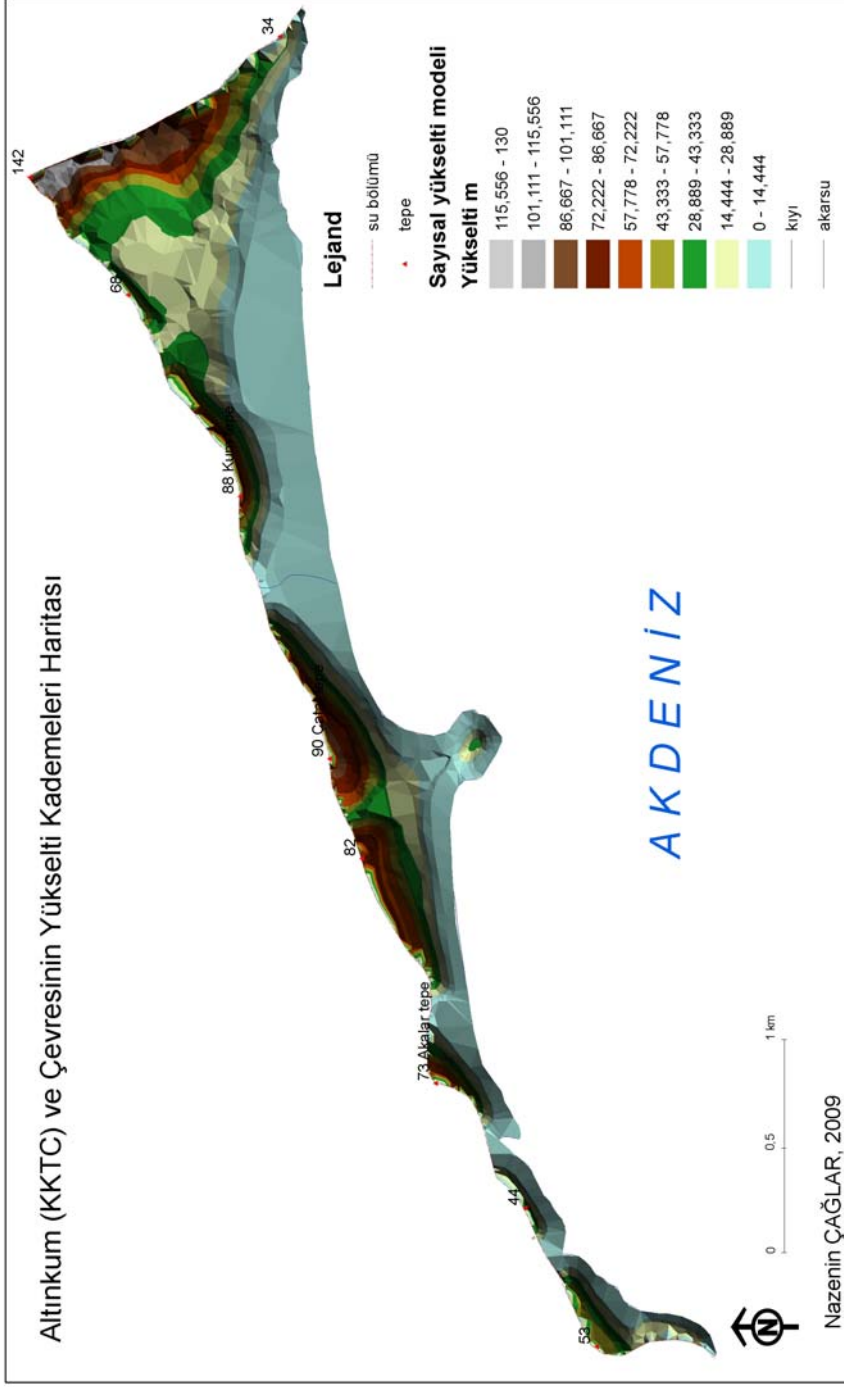 Altınkum (KKTC) ve Çevresinin Yükselti Kademeleri Haritası
142
34
68
88 Kum tepe
90
82
73 Akalar tepe
44
53
AKDENİZ
Lejand
su bölümü
tepe
Sayısal yükselti modeli
Yükselti m
115,556 - 130
101,111 - 115,556
86,667 - 101,111
72,222 - 86,667
57,778 - 72,222
43,333 - 57,778
28,889 - 43,333
14,444 - 28,889
0 - 14,444
kıyı
akarsu
0 0,5 1 km
N
Nazenin ÇAĞLAR, 2009